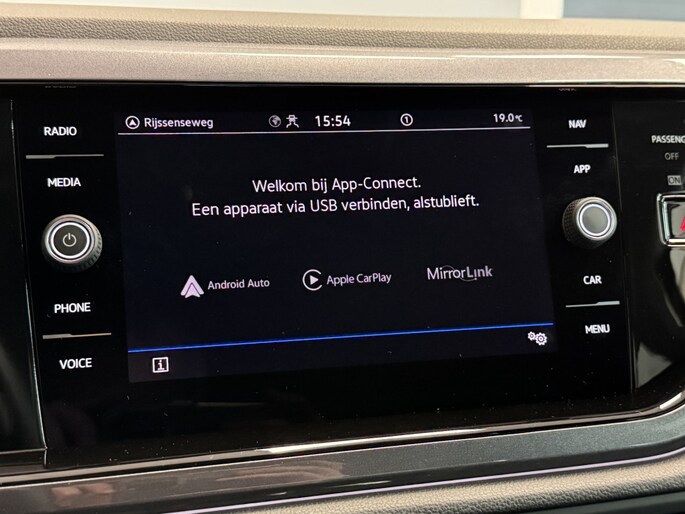 RADIO
MEDIA
PHONE
VOICE
Rijssenseweg 15:54 1 19.0°C
Welkom bij App-Connect.
Een apparaat via USB verbinden, alstublieft.
Android Auto Apple CarPlay MirrorLink
i
NAV
APP
CAR
MENU
OFF
ON